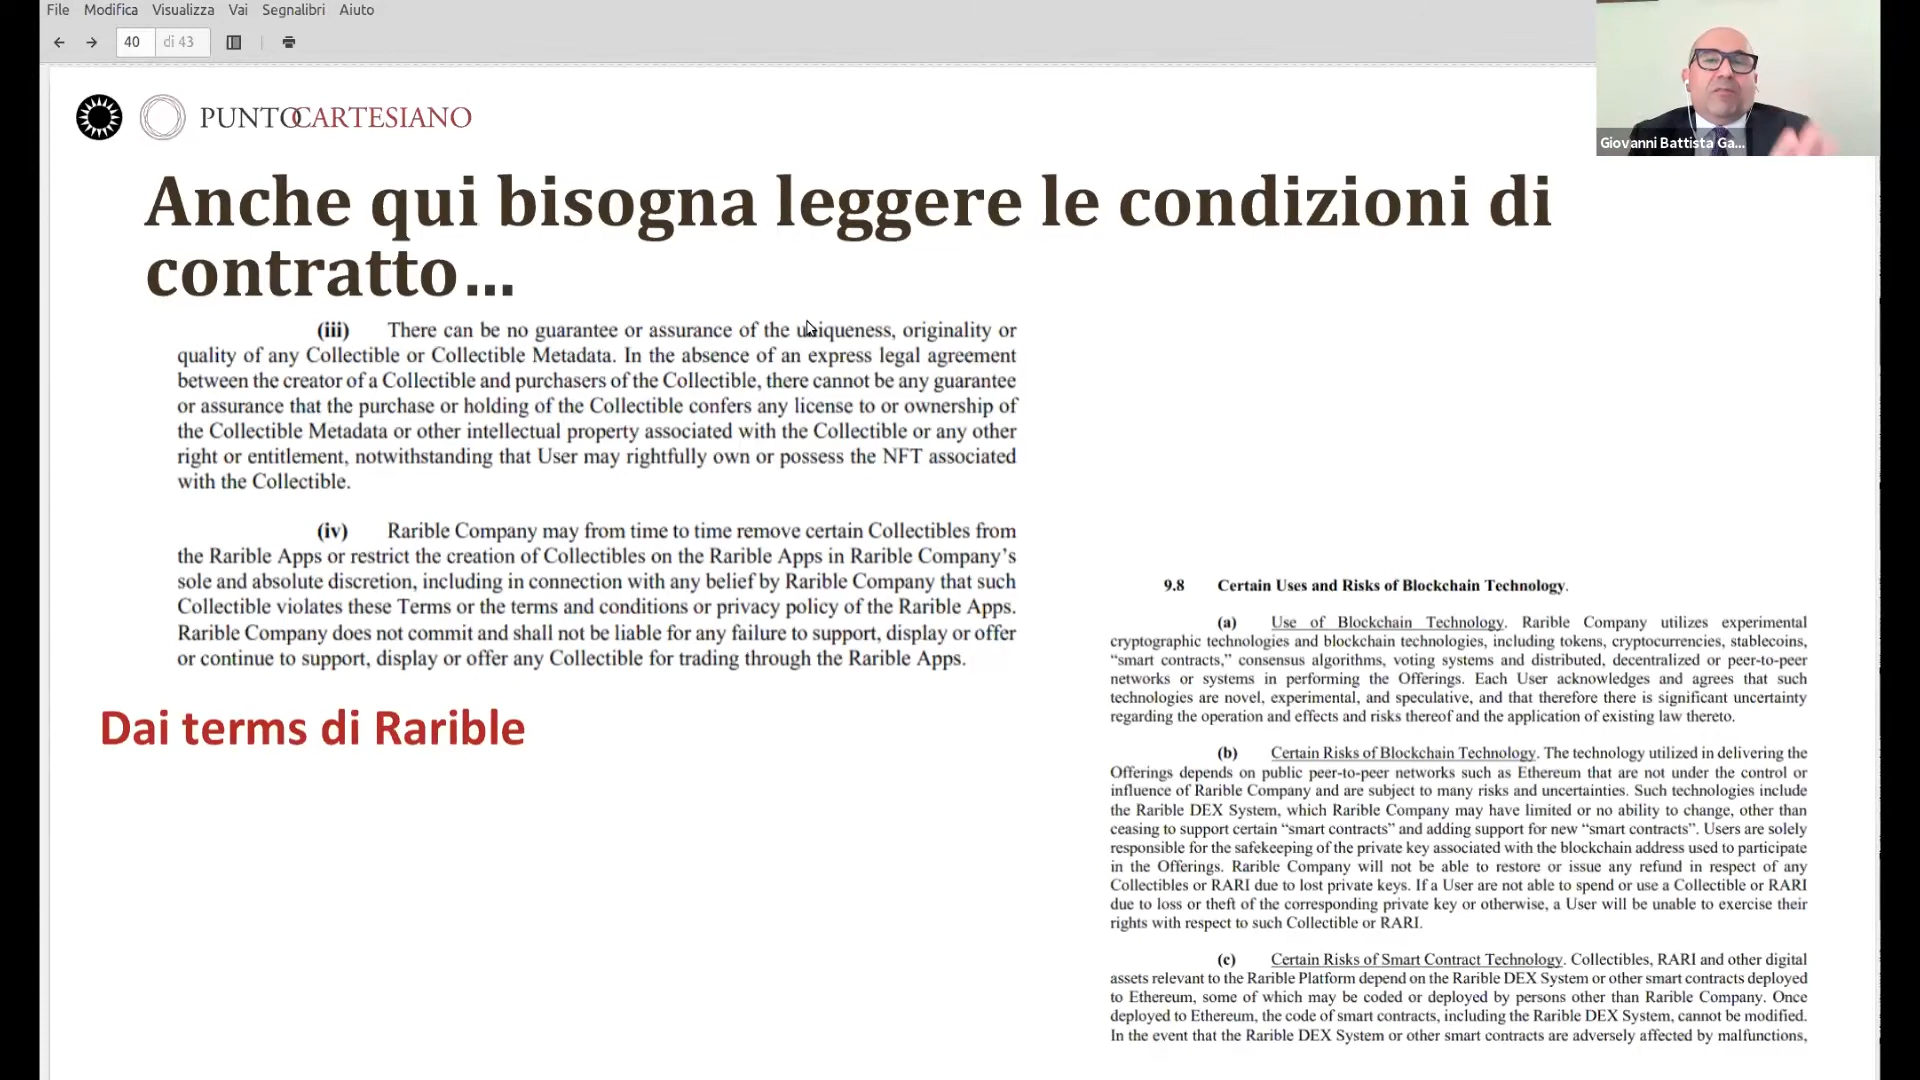 File Modifica Visualizza Vai Segnalibri Aiuto
40 di 43
PUNTOCARTESIANO
Giovanni Battista Ga...
Anche qui bisogna leggere le condizioni di
contratto...
(iii) There can be no guarantee or assurance of the uniqueness, originality or
quality of any Collectible or Collectible Metadata. In the absence of an express legal agreement
between the creator of a Collectible and purchasers of the Collectible, there cannot be any guarantee
or assurance that the purchase or holding of the Collectible confers any license to or ownership of
the Collectible Metadata or other intellectual property associated with the Collectible or any other
right or entitlement, notwithstanding that User may rightfully own or possess the NFT associated
with the Collectible.
(iv) Rarible Company may from time to time remove certain Collectibles from
the Rarible Apps or restrict the creation of Collectibles on the Rarible Apps in Rarible Company's
sole and absolute discretion, including in connection with any belief by Rarible Company that such
Collectible violates these Terms or the terms and conditions or privacy policy of the Rarible Apps.
Rarible Company does not commit and shall not be liable for any failure to support, display or offer
or continue to support, display or offer any Collectible for trading through the Rarible Apps.
Dai terms di Rarible
9.8 Certain Uses and Risks of Blockchain Technology.
(a) Use of Blockchain Technology. Rarible Company utilizes experimental
cryptographic technologies and blockchain technologies, including tokens, cryptocurrencies, stablecoins,
“smart contracts,” consensus algorithms, voting systems and distributed, decentralized or peer-to-peer
networks or systems in performing the Offerings. Each User acknowledges and agrees that such
technologies are novel, experimental, and speculative, and that therefore there is significant uncertainty
regarding the operation and effects and risks thereof and the application of existing law thereto.
(b) Certain Risks of Blockchain Technology. The technology utilized in delivering the
Offerings depends on public peer-to-peer networks such as Ethereum that are not under the control or
influence of Rarible Company and are subject to many risks and uncertainties. Such technologies include
the Rarible DEX System, which Rarible Company may have limited or no ability to change, other than
ceasing to support certain “smart contracts” and adding support for new “smart contracts”. Users are solely
responsible for the safekeeping of the private key associated with the blockchain address used to participate
in the Offerings. Rarible Company will not be able to restore or issue any refund in respect of any
Collectibles or RARI due to lost private keys. If a User are not able to spend or use a Collectible or RARI
due to loss or theft of the corresponding private key or otherwise, a User will be unable to exercise their
rights with respect to such Collectible or RARI.
(c) Certain Risks of Smart Contract Technology. Collectibles, RARI and other digital
assets relevant to the Rarible Platform depend on the Rarible DEX System or other smart contracts deployed
to Ethereum, some of which may be coded or deployed by persons other than Rarible Company. Once
deployed to Ethereum, the code of smart contracts, including the Rarible DEX System, cannot be modified.
In the event that the Rarible DEX System or other smart contracts are adversely affected by malfunctions,